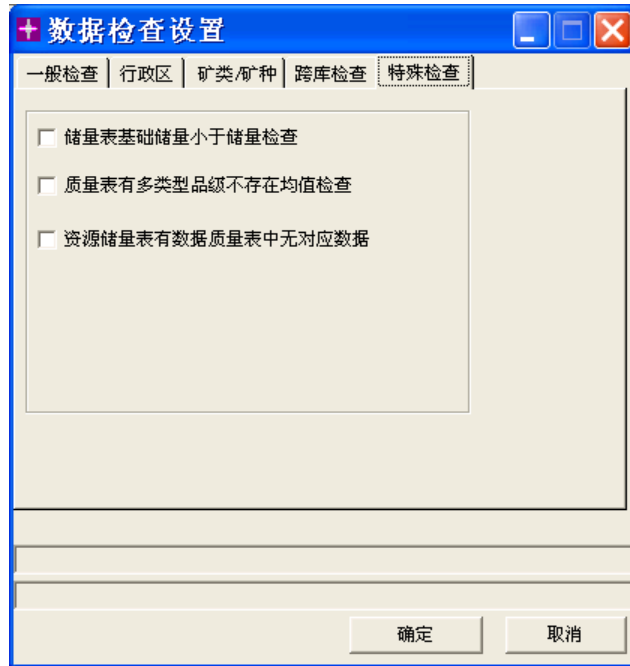 数据检查设置
一般检查 行政区 矿类/矿种 跨库检查 特殊检查
储量表基础储量小于储量检查
质量表有多类型品级不存在均值检查
资源储量表有数据质量表中无对应数据
确定 取消